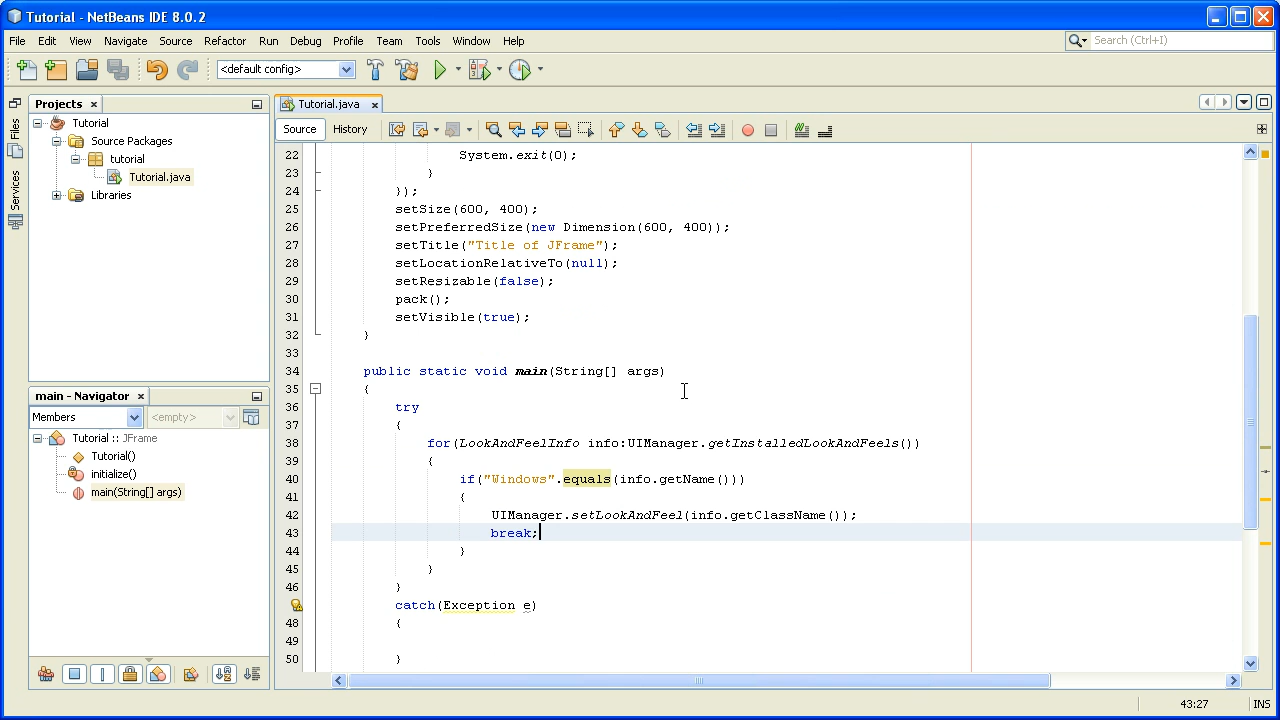 Tutorial - NetBeans IDE 8.0.2
File Edit View Navigate Source Refactor Run Debug Profile Team Tools Window Help
Search (Ctrl+I)
<default config>
Projects
Tutorial
Source Packages
tutorial
Tutorial.java
Libraries
Files
Services
main - Navigator
Members
<empty>
Tutorial :: JFrame
Tutorial()
initialize()
main(String[] args)
Tutorial.java
Source History
22 System.exit(0);
23 }
24 });
25 setSize(600, 400);
26 setPreferredSize(new Dimension(600, 400));
27 setTitle("Title of JFrame");
28 setLocationRelativeTo(null);
29 setResizable(false);
30 pack();
31 setVisible(true);
32 }
33
34 public static void main(String[] args)
35 {
36 try
37 {
38 for(LookAndFeelInfo info:UIManager.getInstalledLookAndFeels())
39 {
40 if("Windows".equals(info.getName()))
41 {
42 UIManager.setLookAndFeel(info.getClassName());
43 break;
44 }
45 }
46 }
catch(Exception e)
48 {
49
50 }
43:27 INS